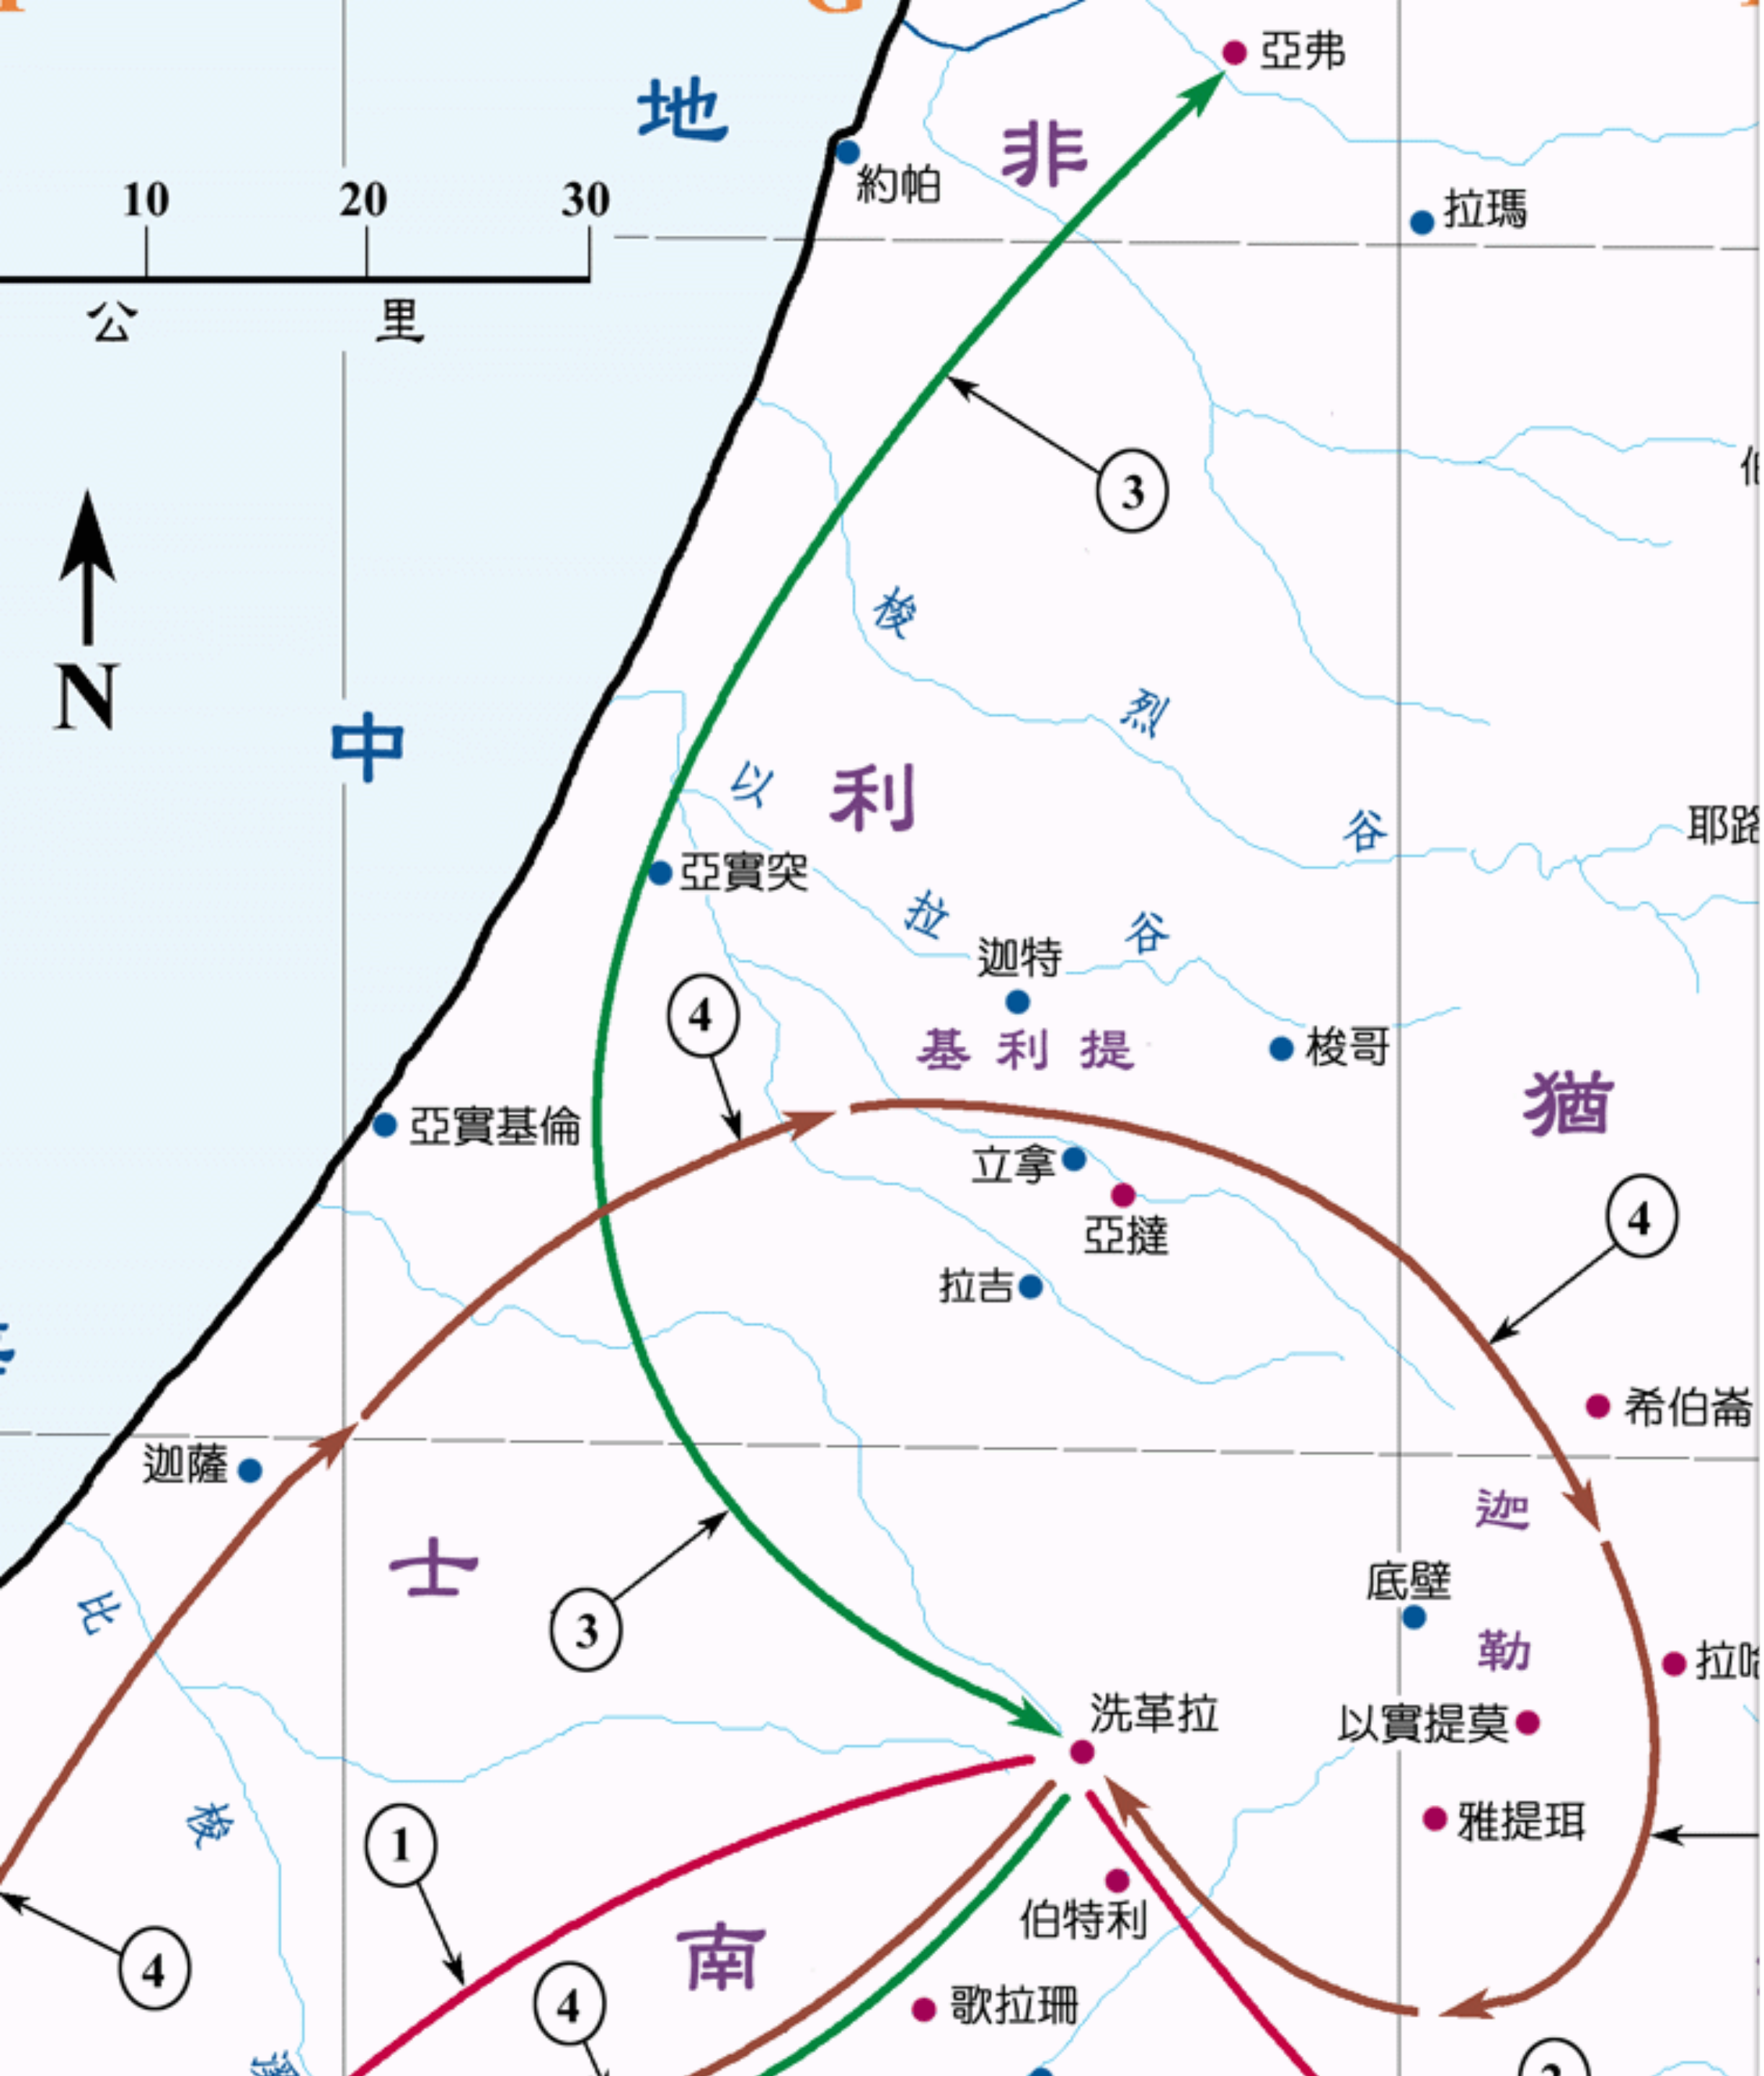 G
亞弗
地
非
約帕
10 20 30
拉瑪
公里
3
N
中
梭烈谷
耶路
以拉谷
利
亞實突
迦特
4
基利提
梭哥
猶
亞實基倫
立拿
亞撻
4
拉吉
希伯崙
迦薩
迦勒
士
底壁
比梭
3
拉哈
洗革拉
以實提莫
雅提珥
1
伯特利
南
4
歌拉珊
4